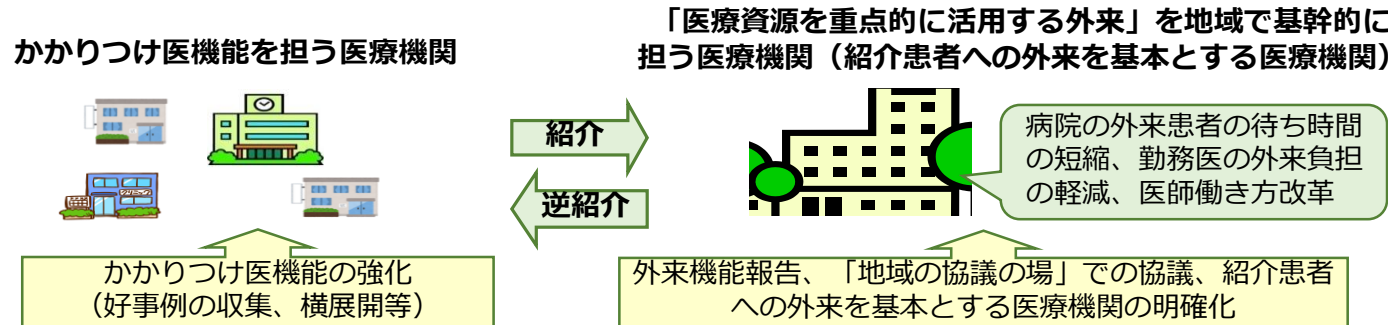 かかりつけ医機能を担う医療機関
「医療資源を重点的に活用する外来」を地域で基幹的に
担う医療機関（紹介患者への外来を基本とする医療機関）
紹介
逆紹介
病院の外来患者の待ち時間
の短縮、勤務医の外来負担
の軽減、医師働き方改革
クリニック
かかりつけ医機能の強化
（好事例の収集、横展開等）
外来機能報告、「地域の協議の場」での協議、紹介患者
への外来を基本とする医療機関の明確化